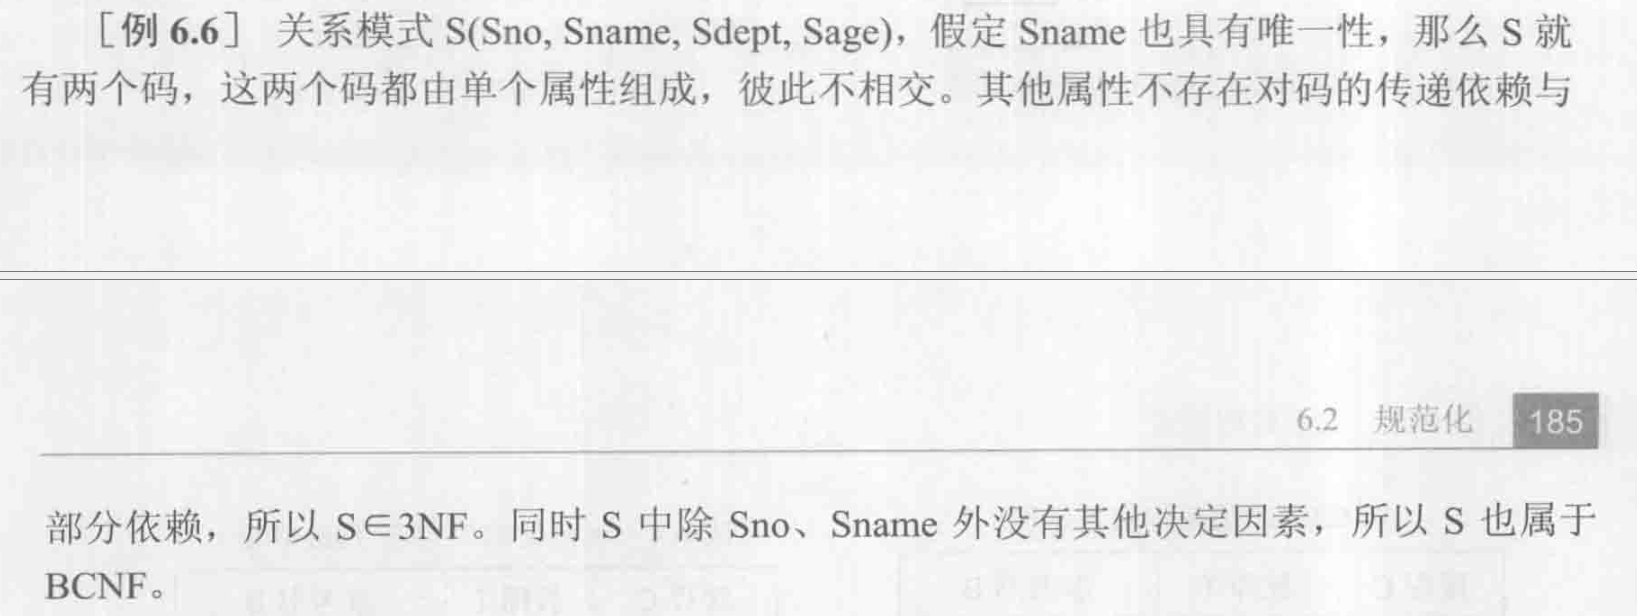 ［例 6.6］ 关系模式 S(Sno, Sname, Sdept, Sage)，假定 Sname 也具有唯一性，那么 S 就
有两个码，这两个码都由单个属性组成，彼此不相交。其他属性不存在对码的传递依赖与
6.2 规范化 185
部分依赖，所以 S∈3NF。同时 S 中除 Sno、Sname 外没有其他决定因素，所以 S 也属于
BCNF。